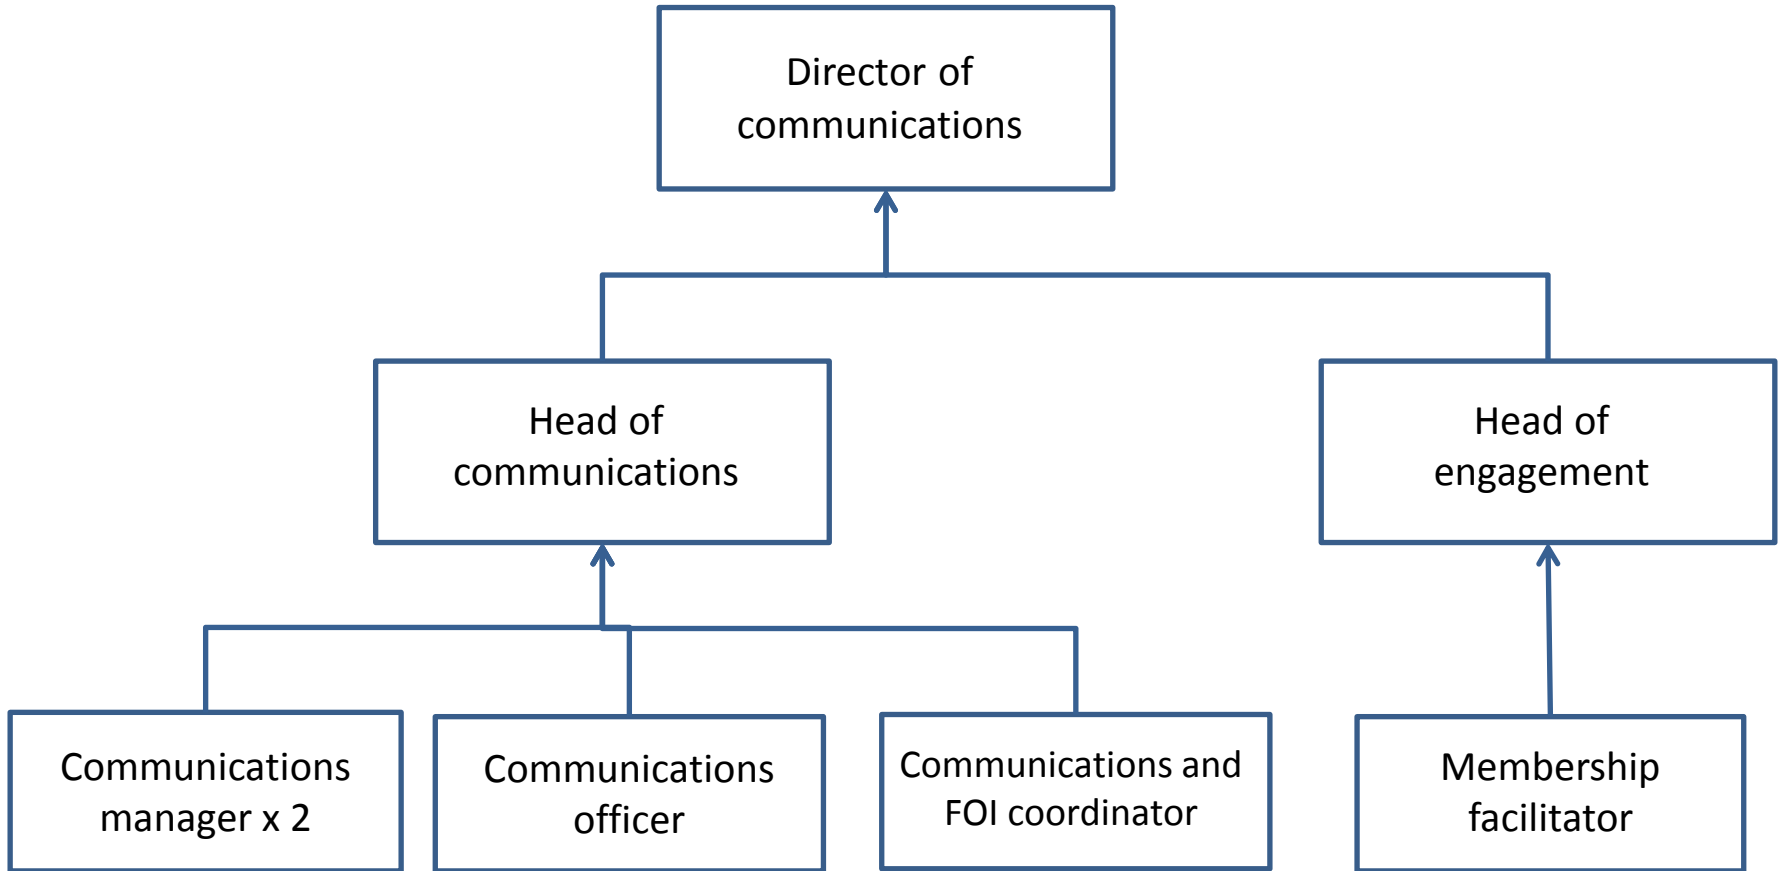 Director of
communications
Head of
communications
Head of
engagement
Communications
manager x 2
Communications
officer
Communications and
FOI coordinator
Membership
facilitator